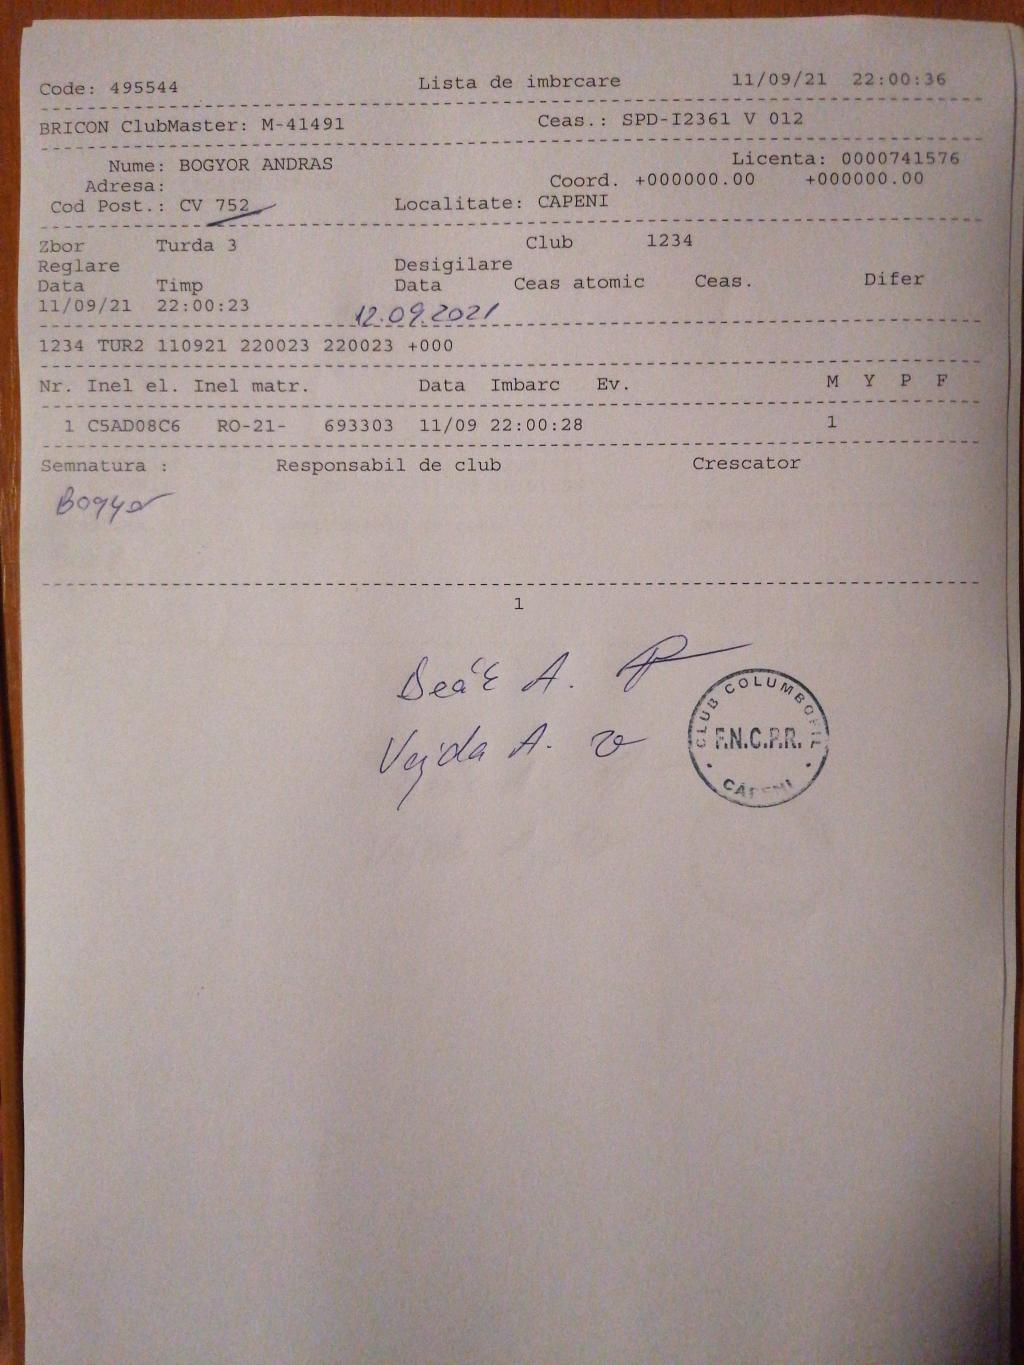 Code: 495544 Lista de imbrcare 11/09/21 22:00:36
BRICON ClubMaster: M-41491 Ceas.: SPD-I2361 V 012
Nume: BOGYOR ANDRAS Licenta: 0000741576
Adresa: Coord. +000000.00 +000000.00
Cod Post.: CV 752 Localitate: CAPENI
Zbor Turda 3 Club 1234
Reglare Desigilare
Data Timp Data Ceas atomic Ceas. Difer
11/09/21 22:00:23 12.09.2021
1234 TUR2 110921 220023 220023 +000
Nr. Inel el. Inel matr. Data Imbarc Ev. M Y P F
1 C5AD08C6 RO-21- 693303 11/09 22:00:28 1
Semnatura : Responsabil de club Crescator
Bogyo
1
Deák A.
Vajda A.
CLUB COLUMBOFIL
F.N.C.P.R.
CĂPENI